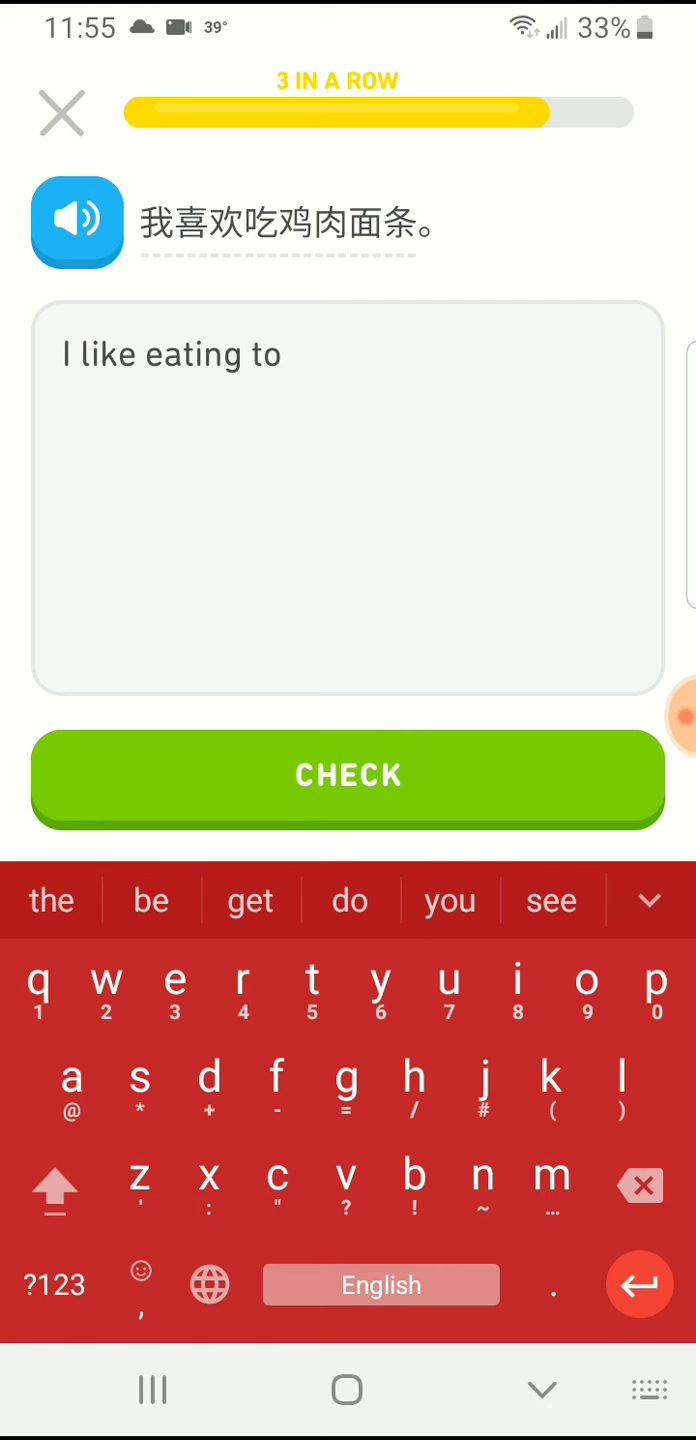 11:55 39° 33%
3 IN A ROW
我喜欢吃鸡肉面条。
I like eating to
CHECK
the be get do you see
q w e r t y u i o p
1 2 3 4 5 6 7 8 9 0
a s d f g h j k l
@ * + - = / # ( )
z x c v b n m
' : " ? ! ~ …
?123 , English .